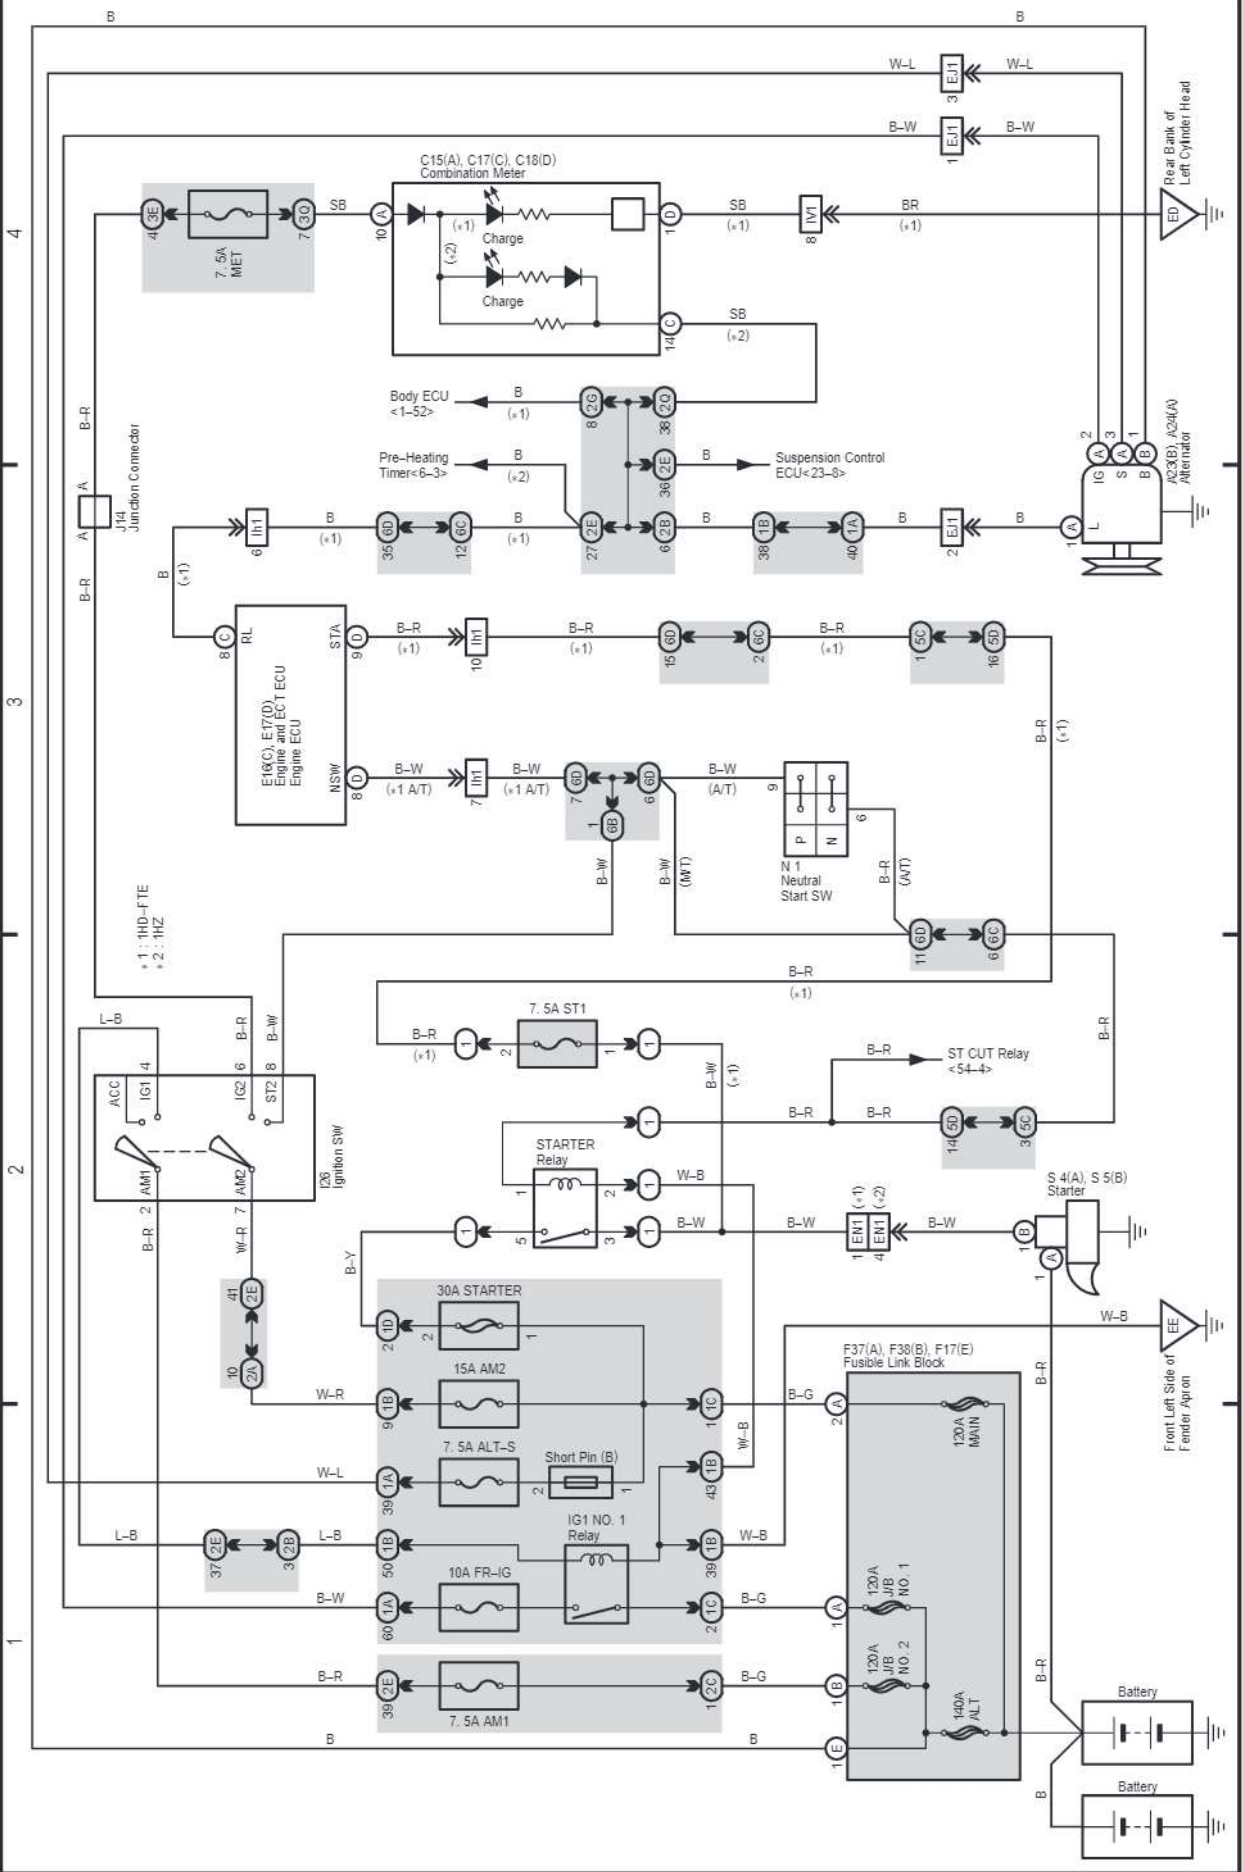 B
B
W–L
3
EJ1
W–L
B–W
1
EJ1
B–W
Rear Bank of
Left Cylinder Head
ED
4
C15(A), C17(C), C18(D)
Combination Meter
4
3E
7. 5A
MET
7
3Q
SB
10
A
(*1)
(*2)
Charge
Charge
1
D
SB
(*1)
8
IV1
BR
(*1)
14
C
SB
(*2)
Body ECU
<1–52>
B
(*1)
8
2G
38
2Q
B–R
A
A
J14
Junction Connector
Pre–Heating
Timer<6–3>
B
(*2)
36
2E
B
Suspension Control
ECU<23–8>
6
Ih1
B
(*1)
35
6D
12
6C
B
(*1)
27
2E
6
2B
B
38
1B
40
1A
B
2
EJ1
B
1
A
L
IG
S
B
2
3
1
A
A
B
A23(B), A24(A)
Alternator
B–R
B
(*1)
8
C
RL
STA
9
D
B–R
(*1)
10
Ih1
B–R
(*1)
15
6D
2
6C
B–R
(*1)
1
5C
16
5D
E16(C), E17(D)
Engine and ECT ECU
Engine ECU
3
NSW
8
D
B–W
(*1 A/T)
7
Ih1
B–W
(*1 A/T)
7
6D
6
6D
1
6B
B–W
(A/T)
9
P
N
6
N 1
Neutral
Start SW
B–R
(*1)
B–W
B–W
(M/T)
B–R
(A/T)
11
6D
6
6C
* 1 : 1HD–FTE
* 2 : 1HZ
B–R
(*1)
L–B
B–R
B–W
7. 5A ST1
B–R
(*1)
1
2
1
1
B–W
(*1)
B–R
ST CUT Relay
<54–4>
B–R
ACC
IG1
4
IG2
6
ST2
8
2
AM1
2
7
AM2
I26
Ignition SW
1
B–R
B–R
14
5D
3
5C
STARTER
Relay
1
2
1
W–B
1
5
3
1
B–W
B–W
1
EN1
(*1)
4
EN1
(*2)
B–W
S 4(A), S 5(B)
Starter
1
B
1
A
B–R
W–R
B–Y
41
2E
10
2A
W–R
30A STARTER
2
1D
2
1
15A AM2
9
1B
1
1C
B–G
W–B
EE
Front Left Side of
Fender Apron
F37(A), F38(B), F17(E)
Fusible Link Block
2
A
120A
MAIN
B–R
W–L
7. 5A ALT–S
39
1A
Short Pin (B)
2
1
43
1B
W–B
L–B
37
2E
3
2B
L–B
50
1B
IG1 NO. 1
Relay
39
1B
W–B
1
B–W
60
1A
10A FR–IG
2
1C
B–G
1
A
120A
J/B
NO. 1
B–R
39
2E
7. 5A AM1
1
2C
B–G
1
B
120A
J/B
NO. 2
140A
ALT
B–R
Battery
B
B
1
E
B
Battery